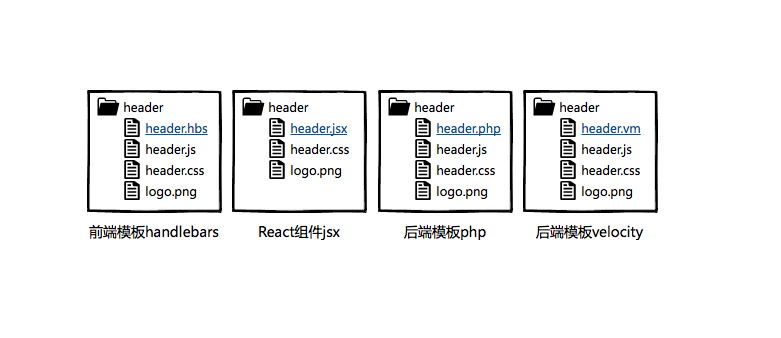 header
header.hbs
header.js
header.css
logo.png
前端模板handlebars
header
header.jsx
header.css
logo.png
React组件jsx
header
header.php
header.js
header.css
logo.png
后端模板php
header
header.vm
header.js
header.css
logo.png
后端模板velocity